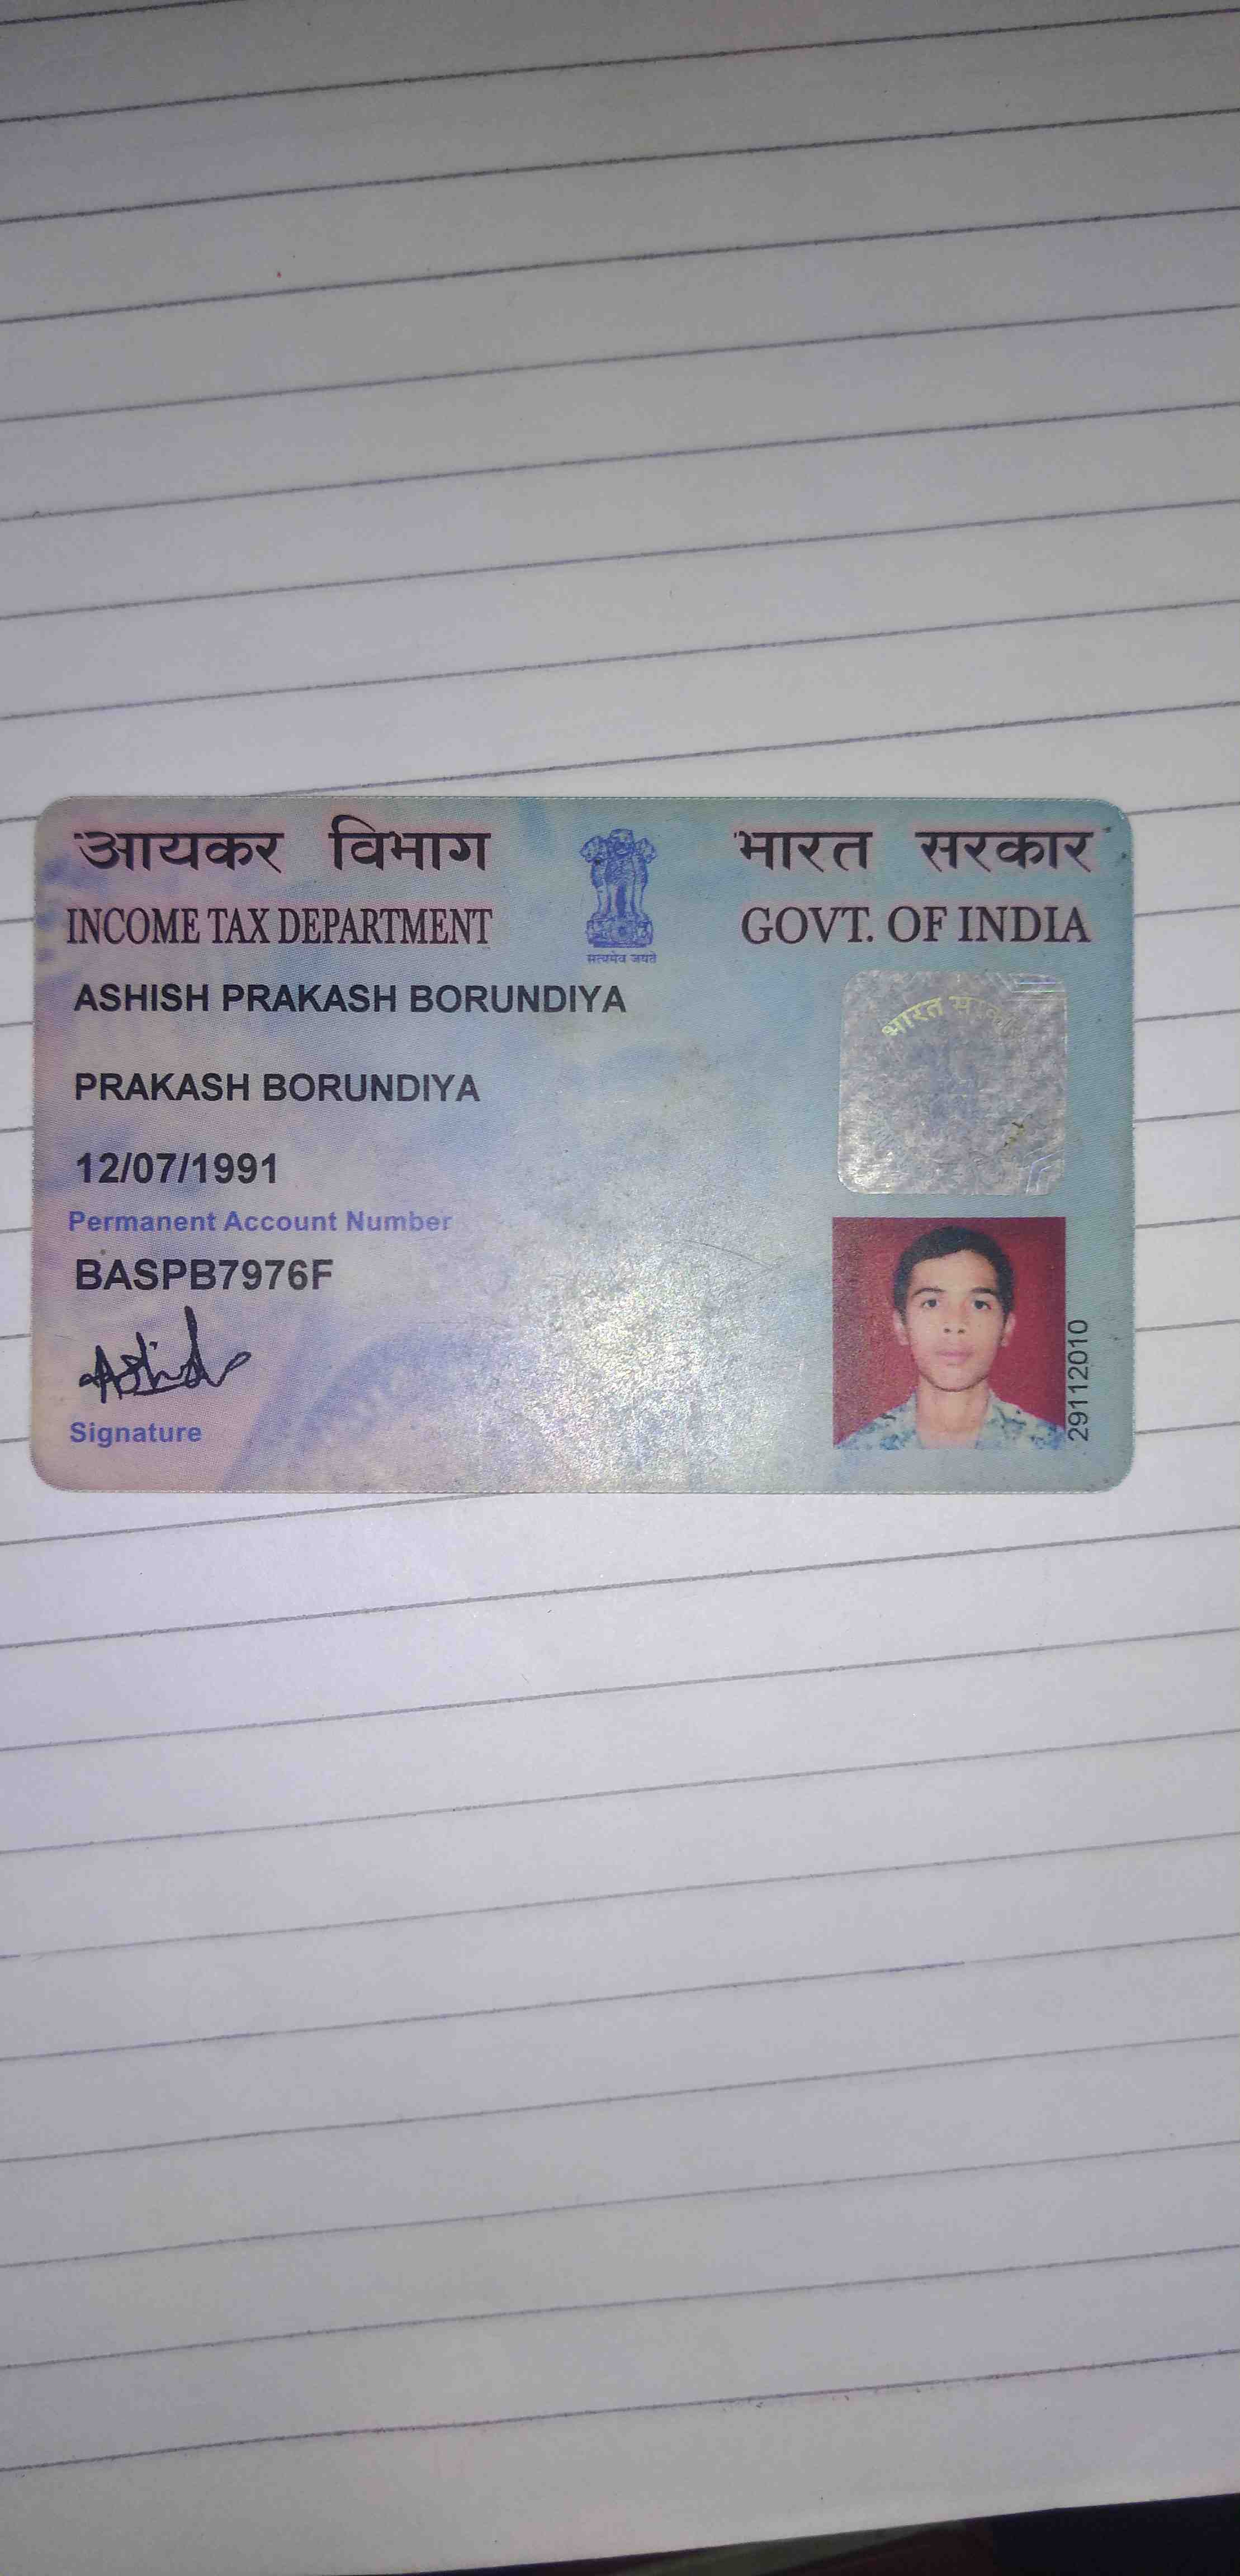 आयकर विभाग
भारत सरकार
INCOME TAX DEPARTMENT
GOVT. OF INDIA
सत्यमेव जयते
ASHISH PRAKASH BORUNDIYA
भारत सरकार
PRAKASH BORUNDIYA
12/07/1991
Permanent Account Number
BASPB7976F
29112010
Signature